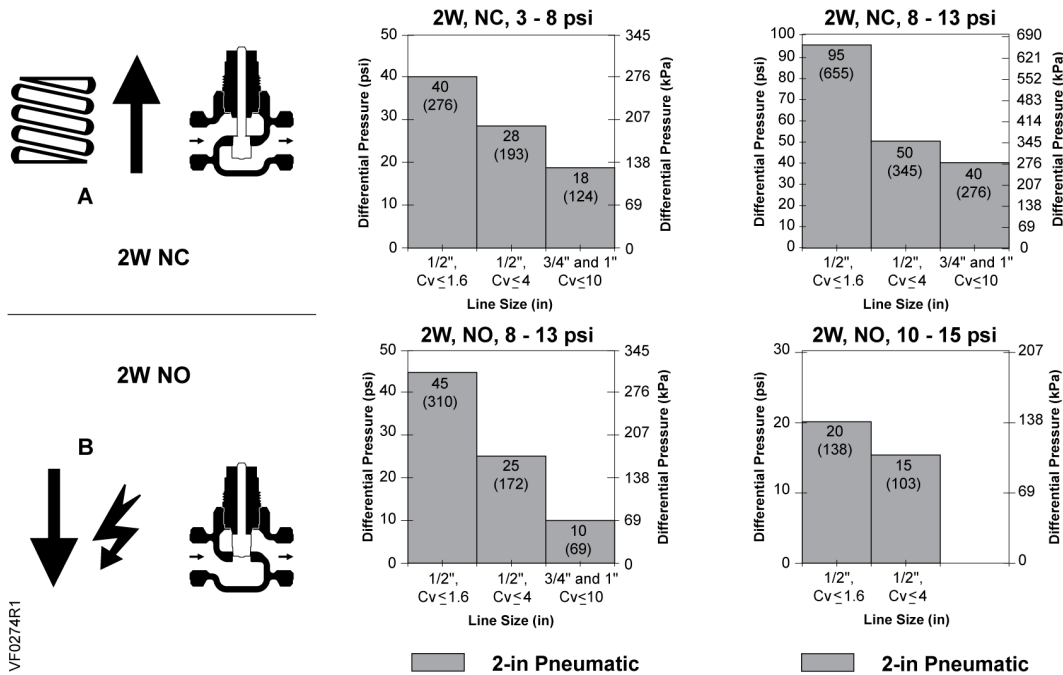 A
2W NC
2W NO
B
VF0274R1
2W, NC, 3 - 8 psi
Differential Pressure (psi)
50
40
30
20
10
0
40
(276)
28
(193)
18
(124)
345
276
207
138
69
0
Differential Pressure (kPa)
1/2", Cv≤1.6
1/2", Cv≤4
3/4" and 1" Cv≤10
Line Size (in)
2W, NC, 8 - 13 psi
Differential Pressure (psi)
100
90
80
70
60
50
40
30
20
10
0
95
(655)
50
(345)
40
(276)
690
621
552
483
414
345
276
207
138
69
0
Differential Pressure (kPa)
1/2", Cv≤1.6
1/2", Cv≤4
3/4" and 1" Cv≤10
Line Size (in)
2W, NO, 8 - 13 psi
Differential Pressure (psi)
50
40
30
20
10
0
45
(310)
25
(172)
10
(69)
345
276
207
138
69
0
Differential Pressure (kPa)
1/2", Cv≤1.6
1/2", Cv≤4
3/4" and 1" Cv≤10
Line Size (in)
2-in Pneumatic
2W, NO, 10 - 15 psi
Differential Pressure (psi)
30
20
10
0
20
(138)
15
(103)
207
138
69
0
Differential Pressure (kPa)
1/2", Cv≤1.6
1/2", Cv≤4
Line Size (in)
2-in Pneumatic